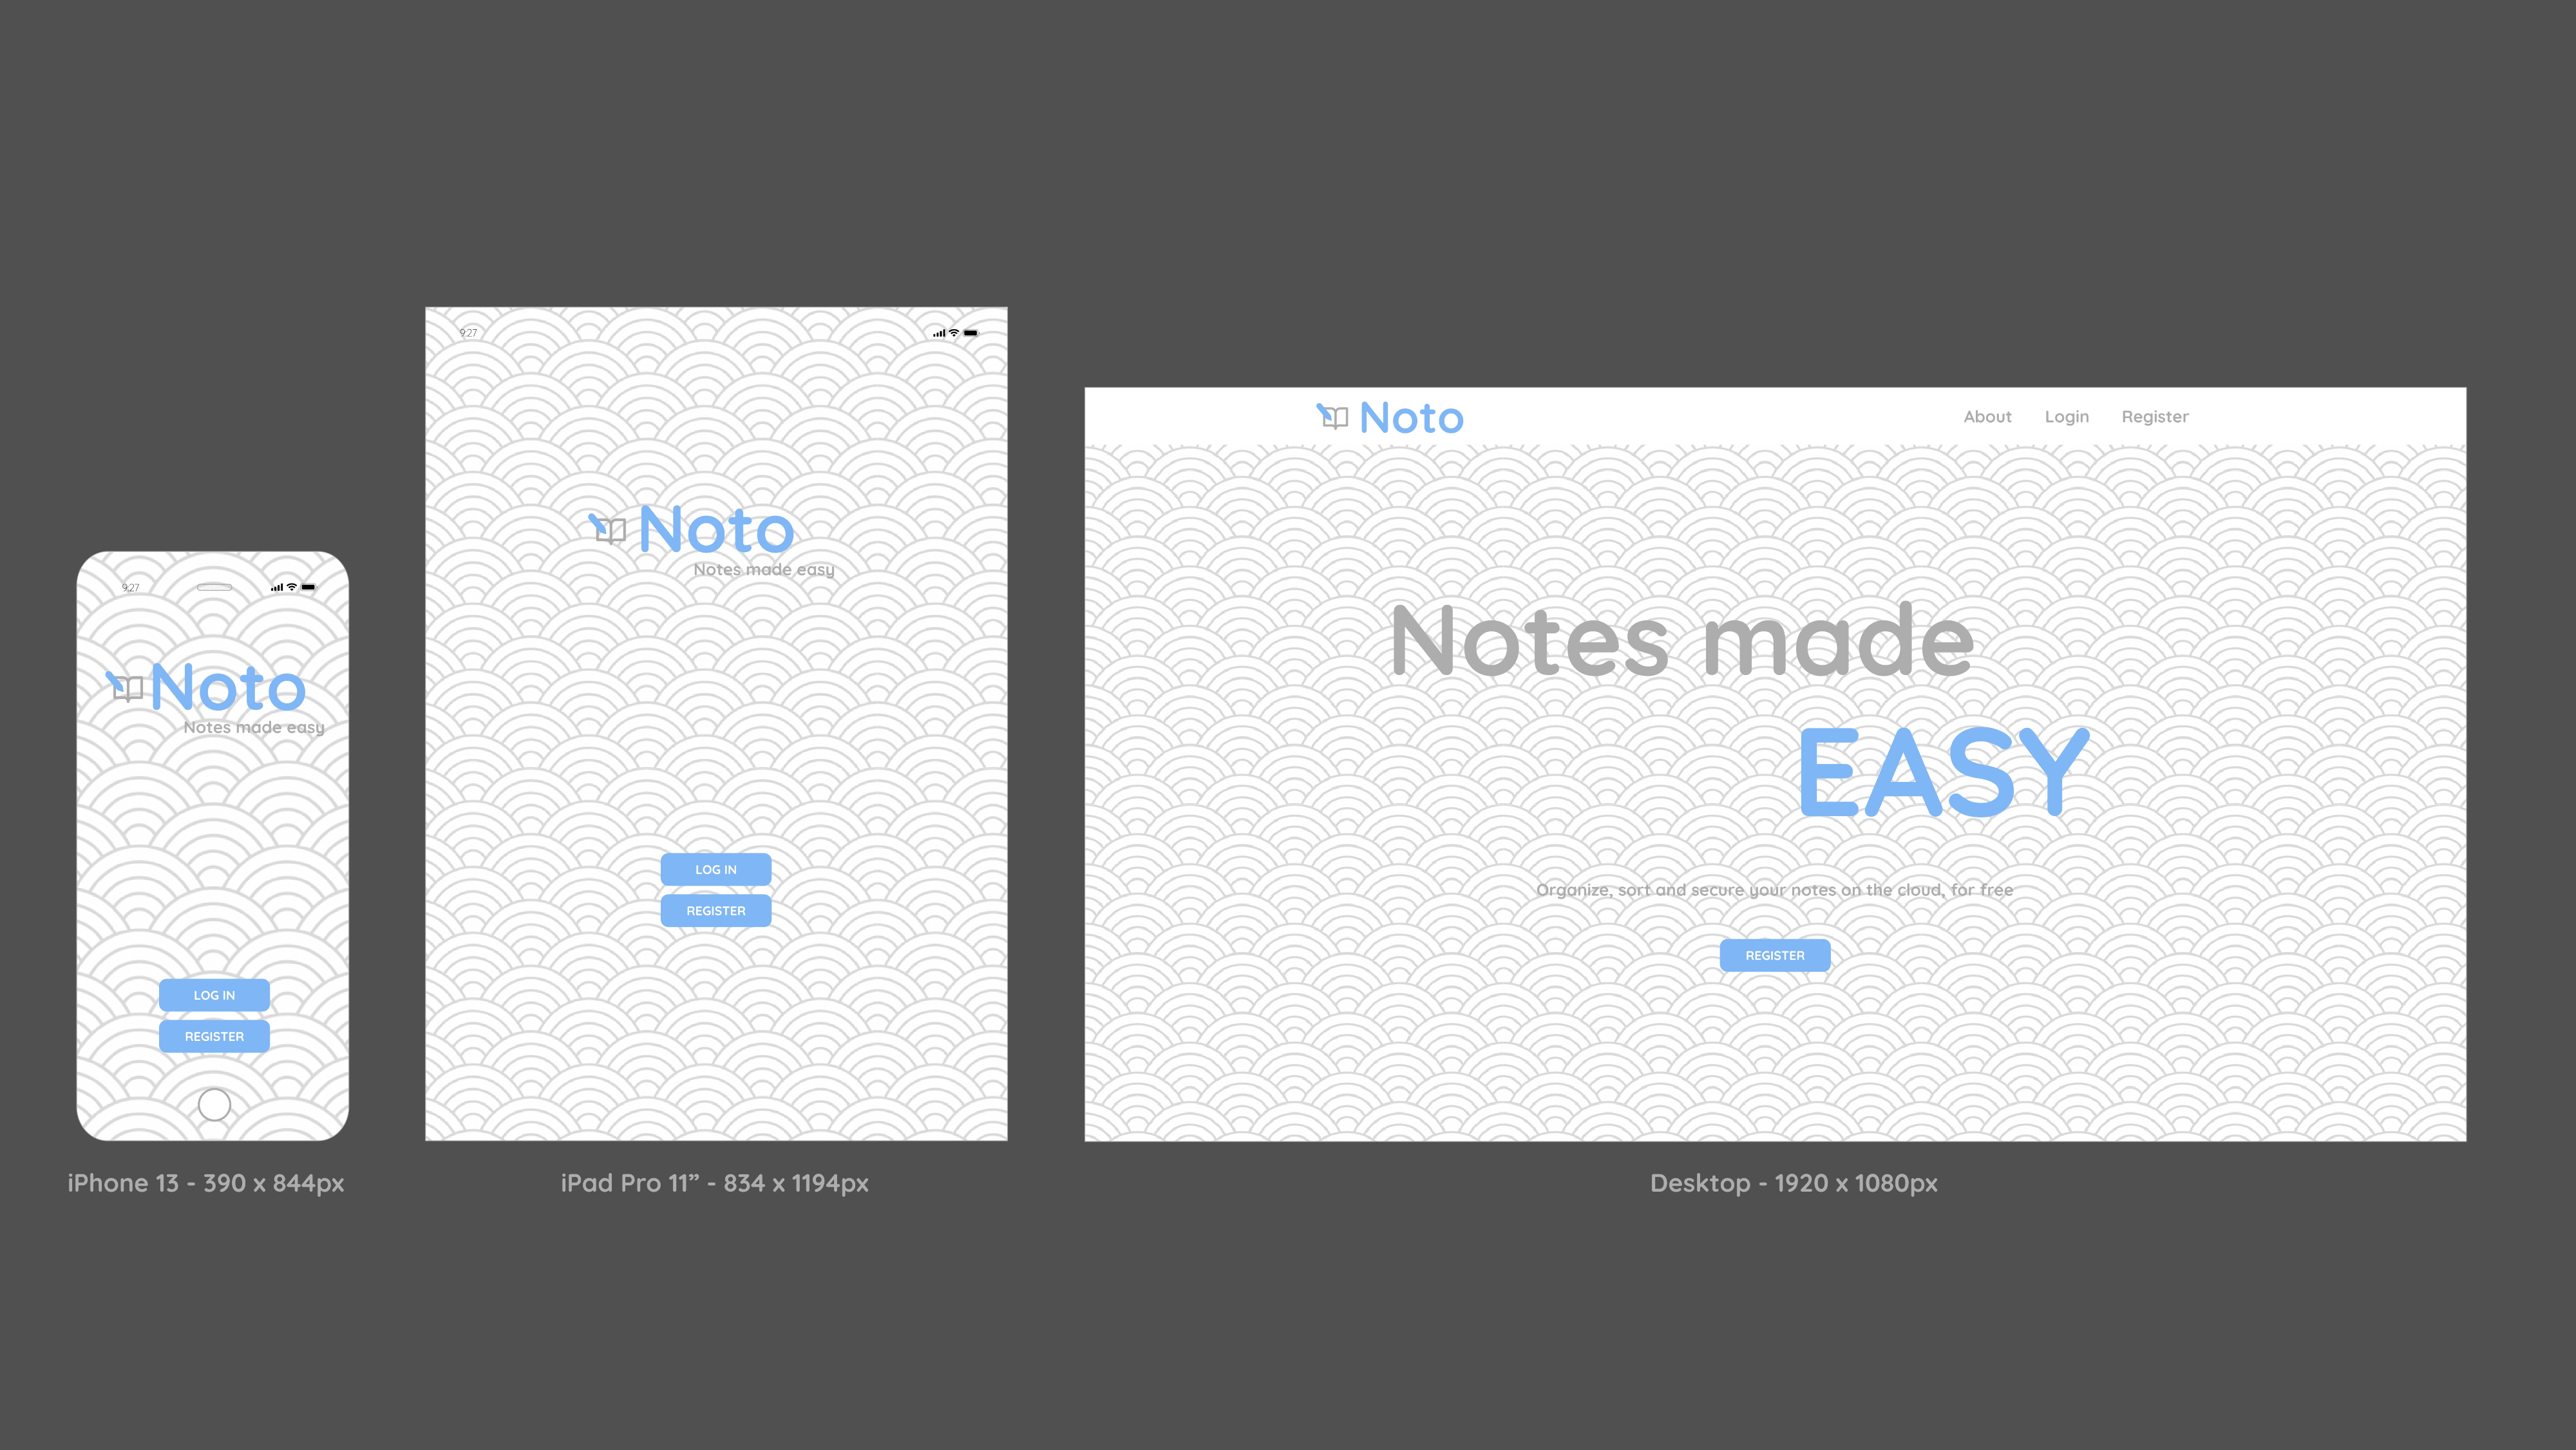 9:27
Noto
Notes made easy
LOG IN
REGISTER
iPhone 13 - 390 x 844px
9:27
Noto
Notes made easy
LOG IN
REGISTER
iPad Pro 11” - 834 x 1194px
Noto
About Login Register
Notes made
EASY
Organize, sort and secure your notes on the cloud, for free
REGISTER
Desktop - 1920 x 1080px